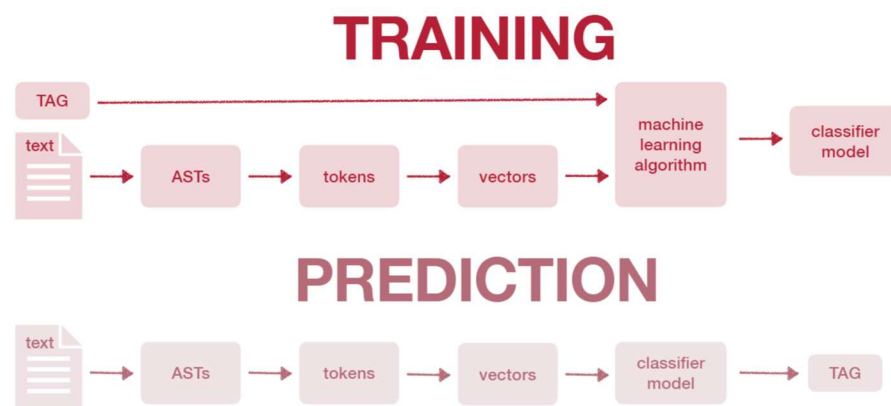 TRAINING
TAG
text
ASTs
tokens
vectors
machine
learning
algorithm
classifier
model
PREDICTION
text
ASTs
tokens
vectors
classifier
model
TAG